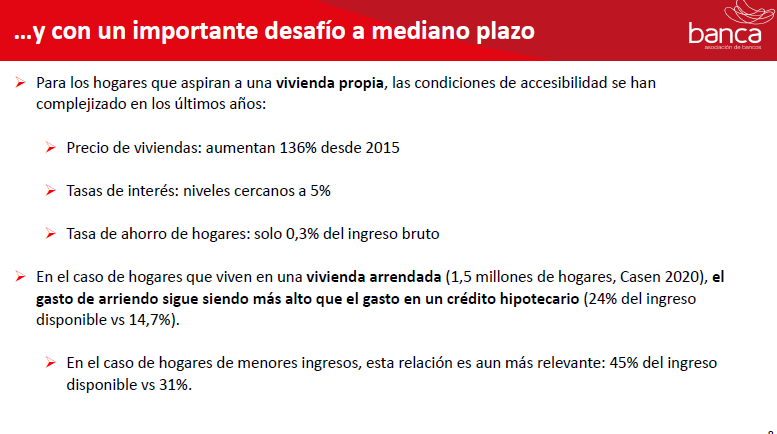 ...y con un importante desafío a mediano plazo
banca
asociación de bancos
Para los hogares que aspiran a una vivienda propia, las condiciones de accesibilidad se han
complejizado en los últimos años:
Precio de viviendas: aumentan 136% desde 2015
Tasas de interés: niveles cercanos a 5%
Tasa de ahorro de hogares: solo 0,3% del ingreso bruto
En el caso de hogares que viven en una vivienda arrendada (1,5 millones de hogares, Casen 2020), el
gasto de arriendo sigue siendo más alto que el gasto en un crédito hipotecario (24% del ingreso
disponible vs 14,7%).
En el caso de hogares de menores ingresos, esta relación es aun más relevante: 45% del ingreso
disponible vs 31%.